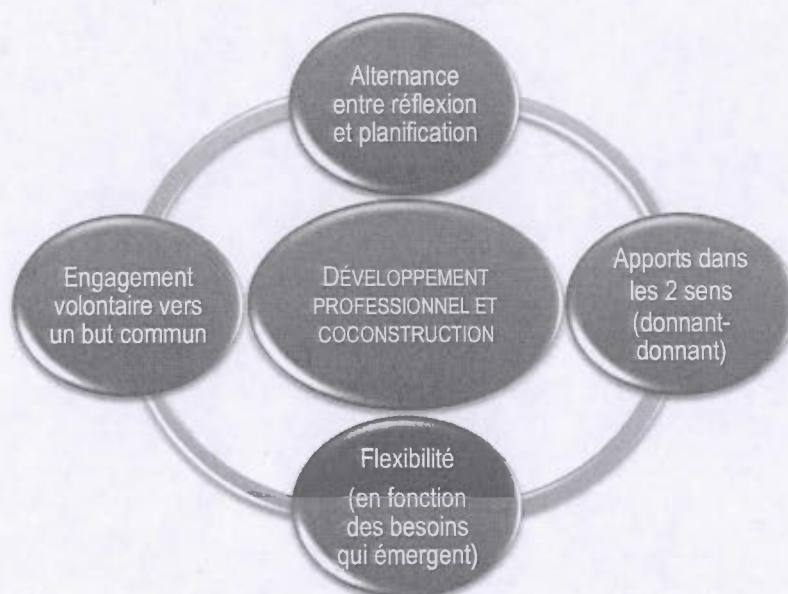 Alternance
entre réflexion
et planification
Engagement
volontaire vers
un but commun
DÉVELOPPEMENT
PROFESSIONNEL ET
COCONSTRUCTION
Apports dans
les 2 sens
(donnant-
donnant)
Flexibilité
(en fonction
des besoins
qui émergent)